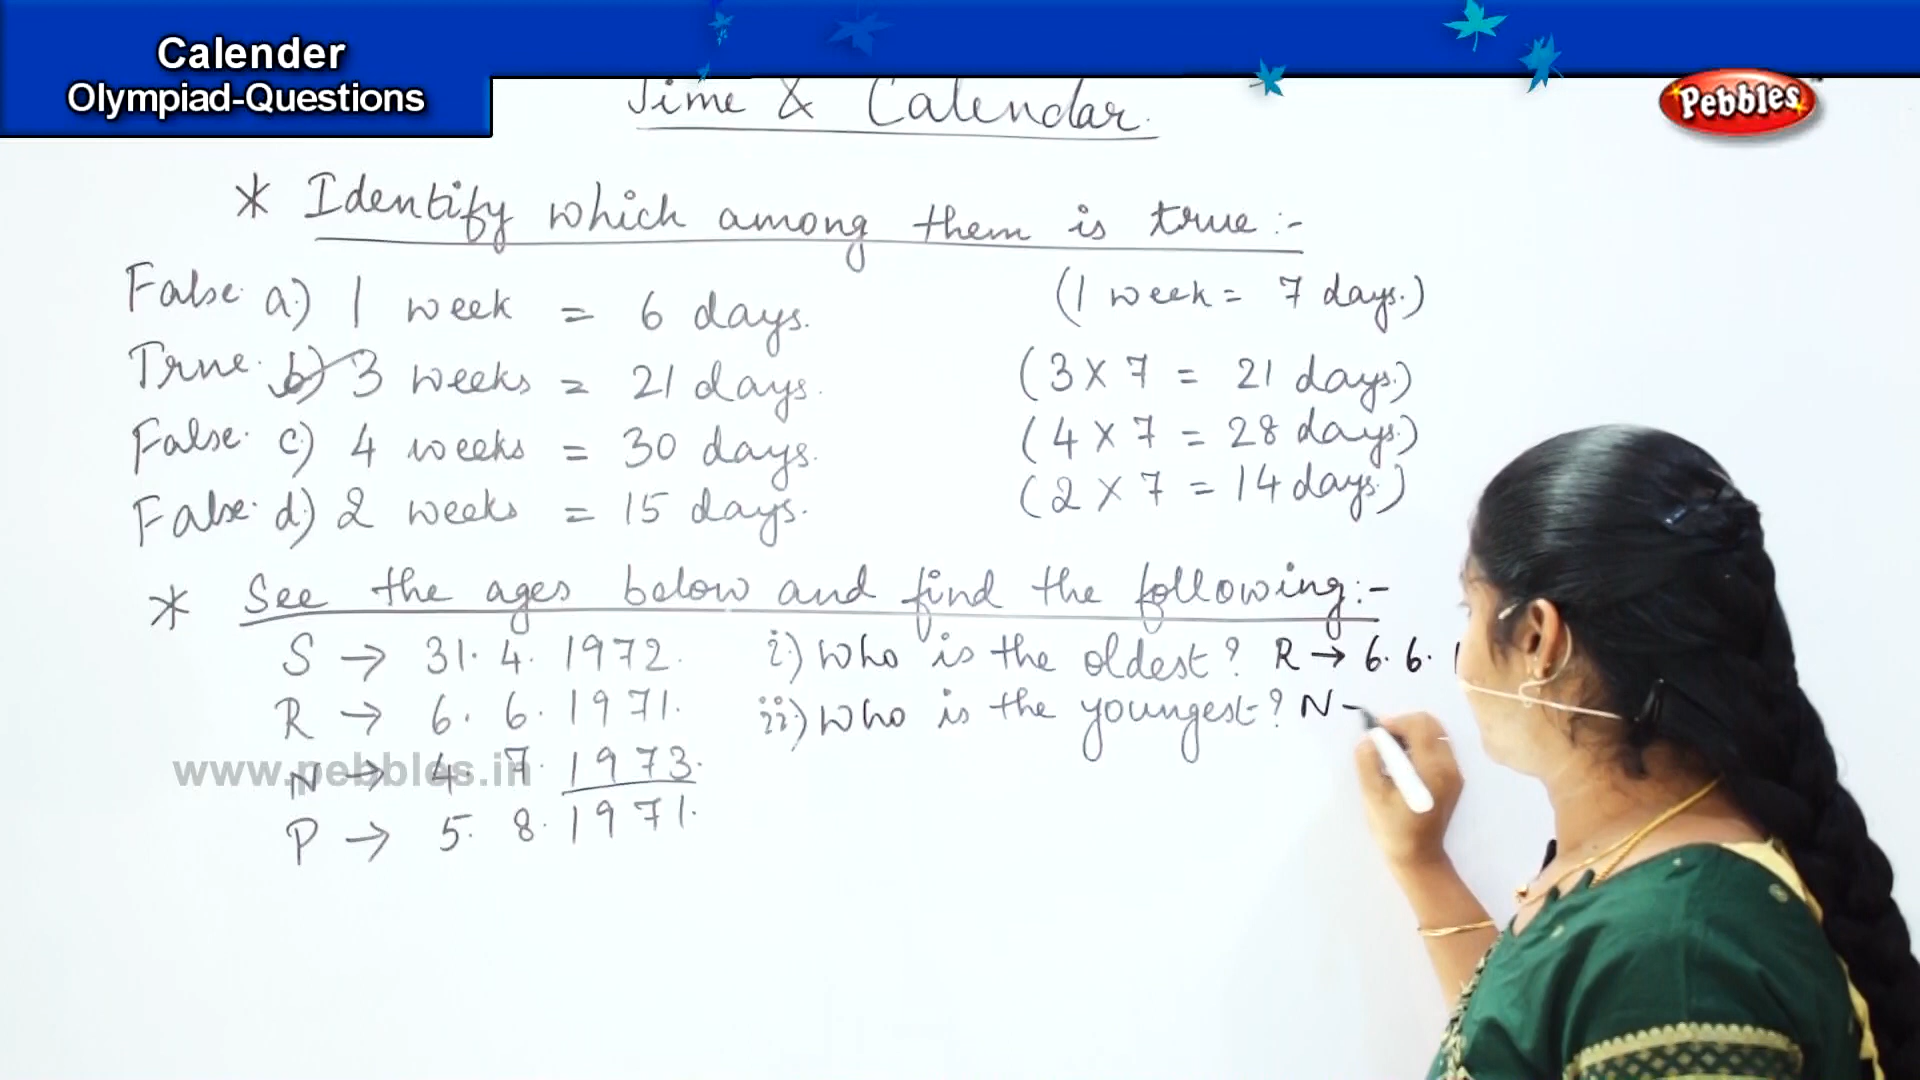 Calender
Olympiad-Questions
Pebbles
Time & Calendar.
* Identify which among them is true:-
False. a.) 1 week = 6 days. (1 week = 7 days.)
True. b) 3 weeks = 21 days. (3 X 7 = 21 days.)
False. c) 4 weeks = 30 days. (4 X 7 = 28 days.)
False. d.) 2 weeks = 15 days. (2 X 7 = 14 days.)
* See the ages below and find the following:-
S → 31. 4. 1972. i.) Who is the oldest? R → 6. 6. 1
R → 6. 6. 1971. ii.) Who is the youngest? N -
N → 4. 7. 1973.
www.pebbles.in
P → 5. 8. 1971.